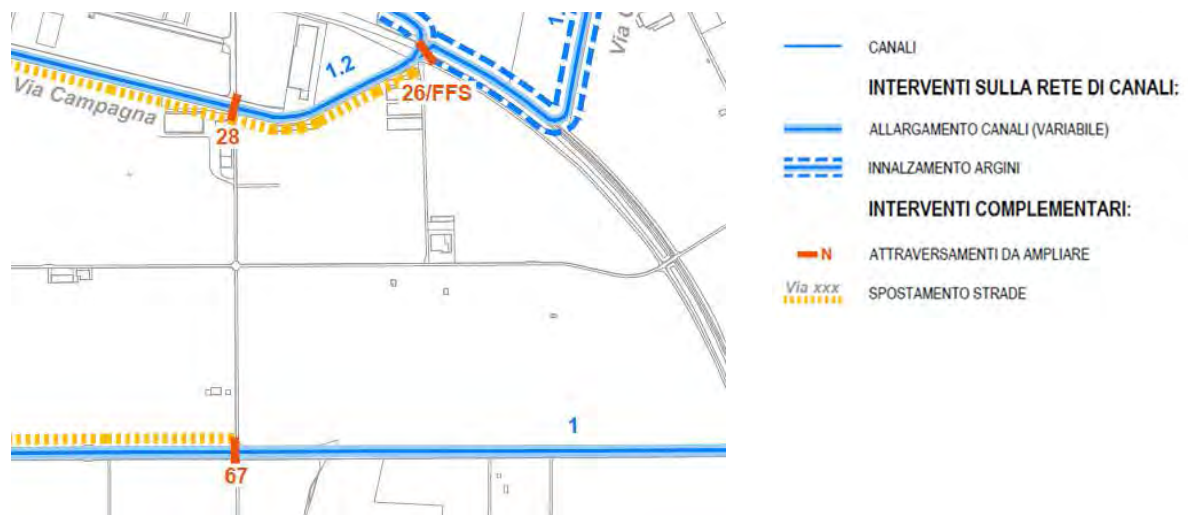 1.2
26/FFS
Via Campagna
28
1
67
CANALI
INTERVENTI SULLA RETE DI CANALI:
ALLARGAMENTO CANALI (VARIABILE)
INNALZAMENTO ARGINI
INTERVENTI COMPLEMENTARI:
N ATTRAVERSAMENTI DA AMPLIARE
Via xxx SPOSTAMENTO STRADE